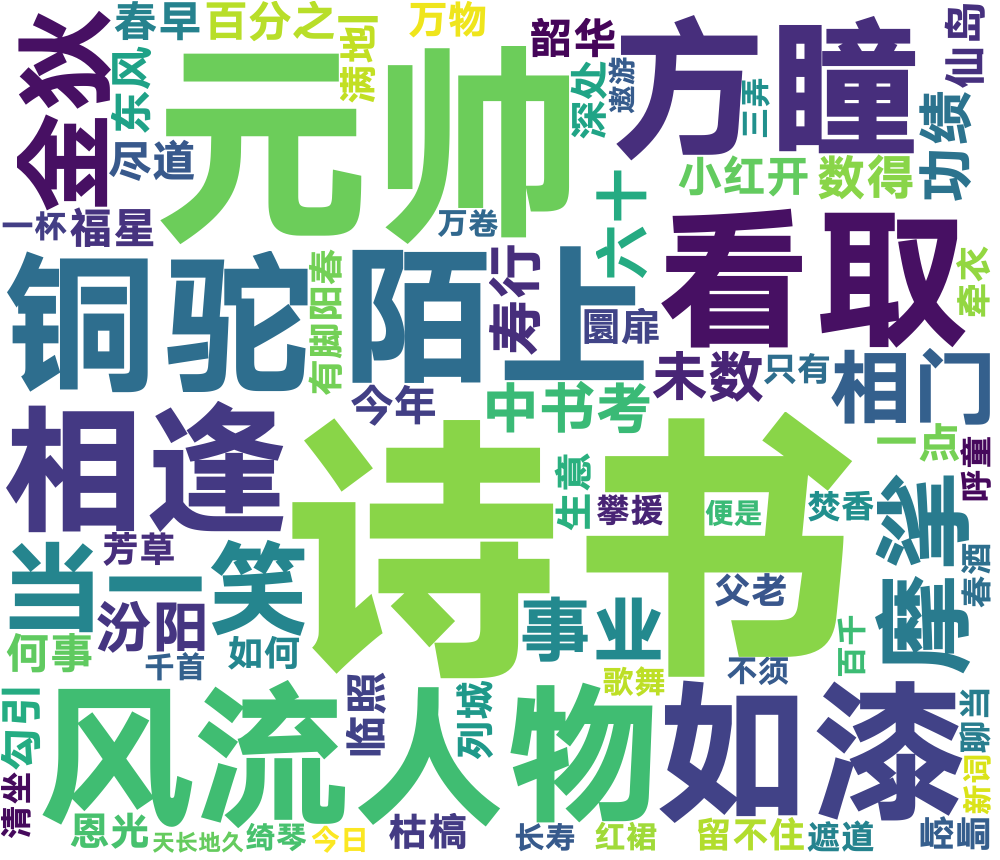 春早
百分之一
万物
韶华
仙岛
金狄
东风
元帅
满地
深处
遨游
方瞳
三弄
功绩
尽道
小红开
数得
一杯
福星
万卷
六十
看取
牵衣
铜驼
有脚阳春
陌上
寿行
圜扉
未数
只有
相门
今年
中书考
相逢
诗书
一点
呼童
生意
攀援
便是
焚香
摩挲
芳草
当一笑
春酒
汾阳
事业
父老
何事
千首
如何
不须
百千
歌舞
勾引
风流人物
临照
列城
如漆
聊当
清坐
新词
恩光
天长地久
绮琴
今日
枯槁
长寿
红裙
留不住
遮道
崆峒